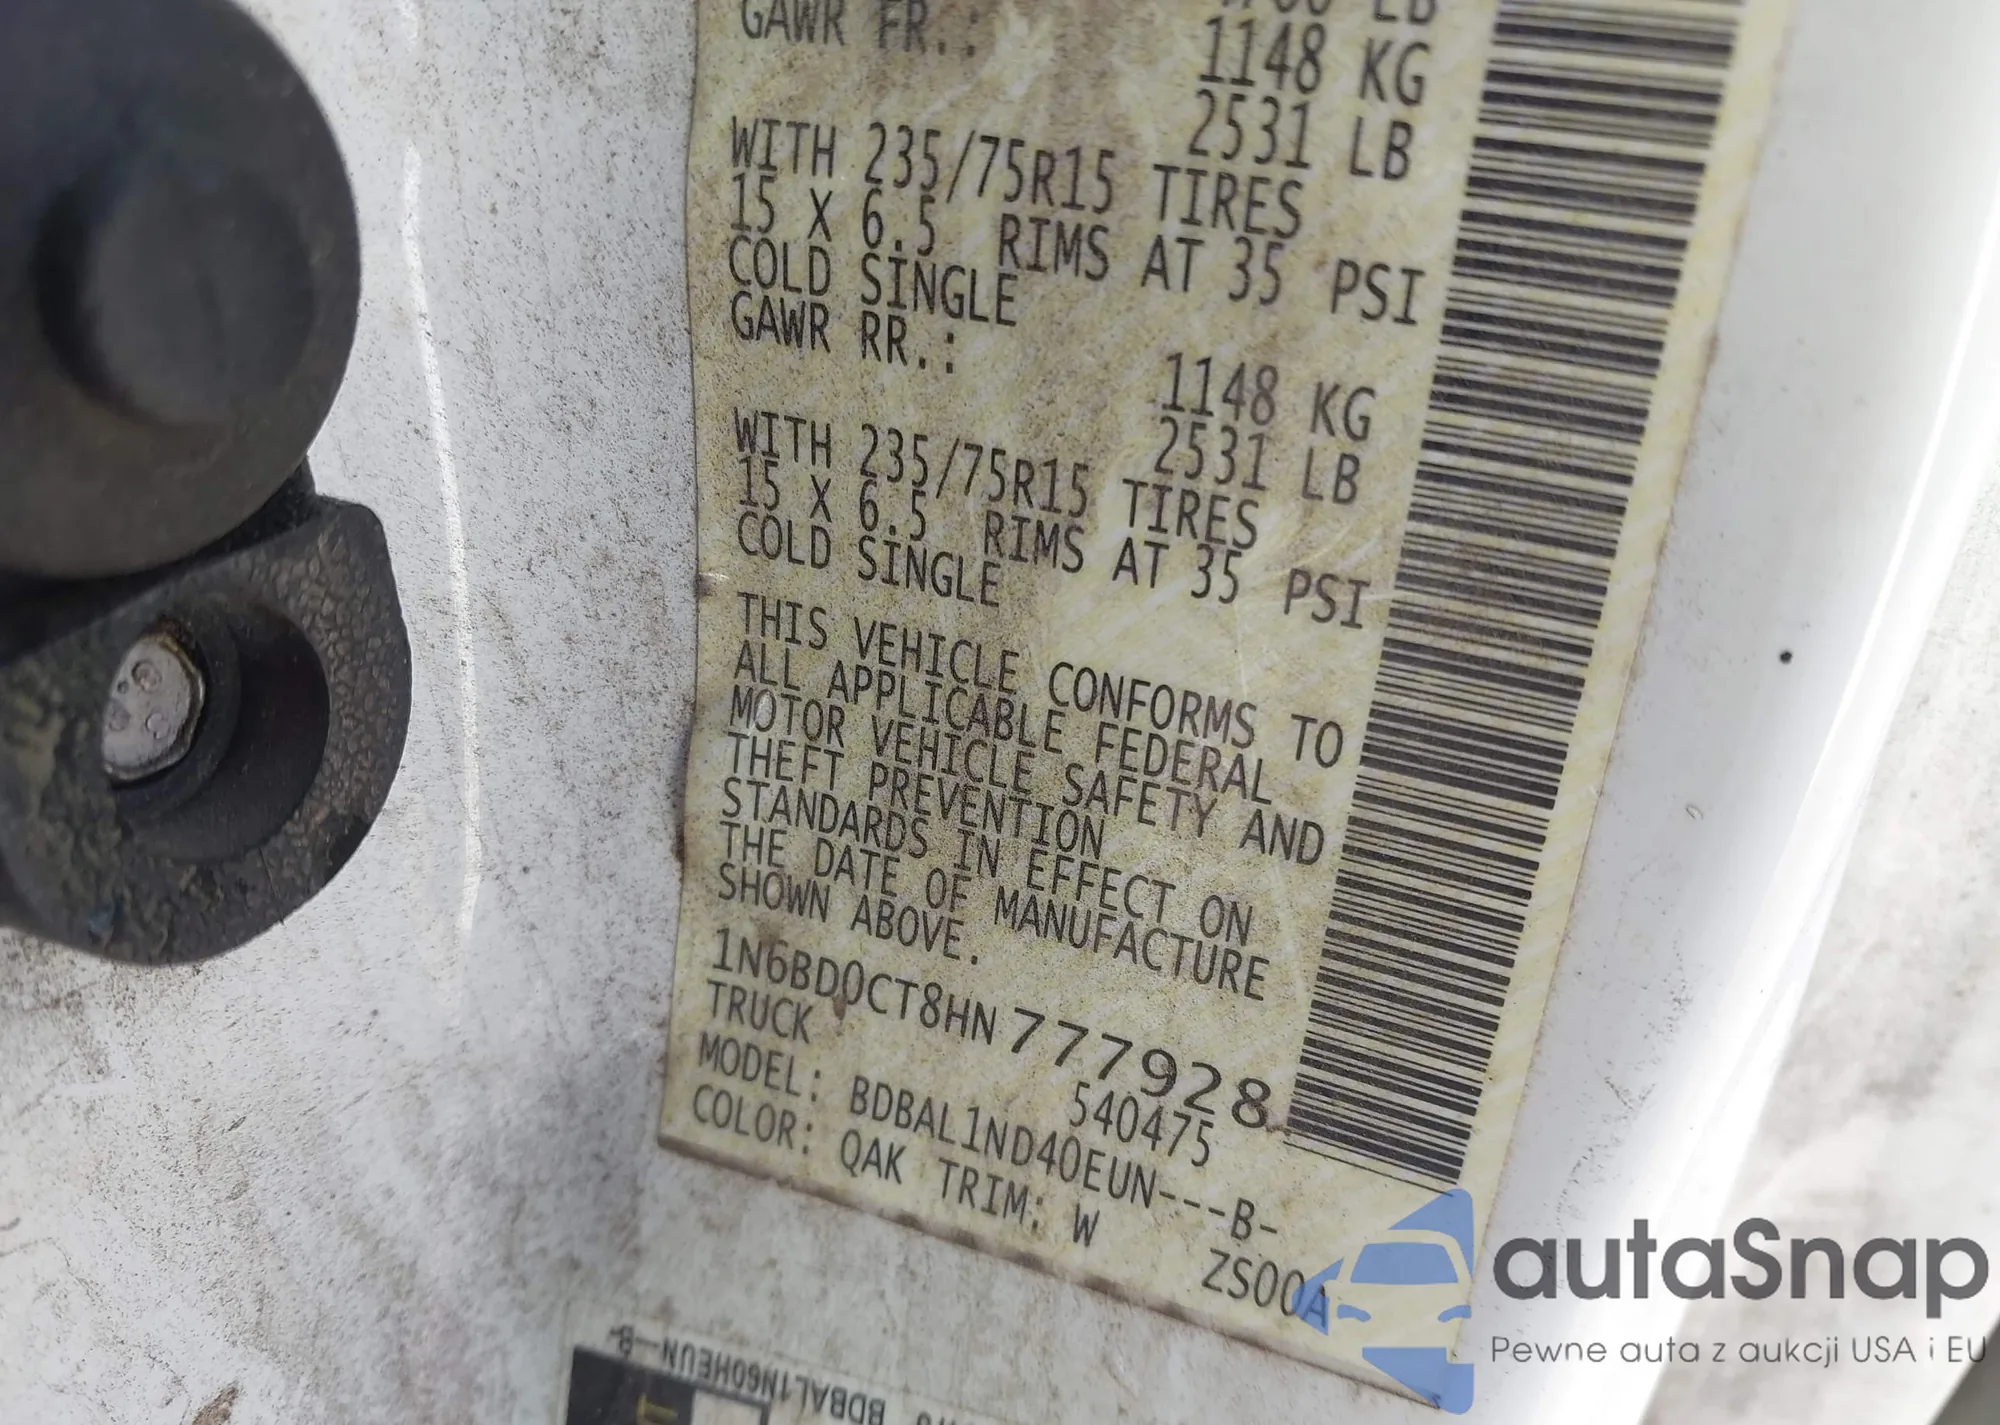 GAWR FR.:
1148 KG
2531 LB
WITH 235/75R15 TIRES
15 X 6.5 RIMS AT 35 PSI
COLD SINGLE
GAWR RR.:
1148 KG
2531 LB
WITH 235/75R15 TIRES
15 X 6.5 RIMS AT 35 PSI
COLD SINGLE
THIS VEHICLE CONFORMS TO
ALL APPLICABLE FEDERAL
MOTOR VEHICLE SAFETY AND
THEFT PREVENTION
STANDARDS IN EFFECT ON
THE DATE OF MANUFACTURE
SHOWN ABOVE.
1N6BD0CT8HN777928
TRUCK 540475
MODEL: BDBAL1ND40EUN---B-
COLOR: QAK TRIM: W
ZS00A
BDBAL1N60HEUN--B-
autaSnap
Pewne auta z aukcji USA i EU